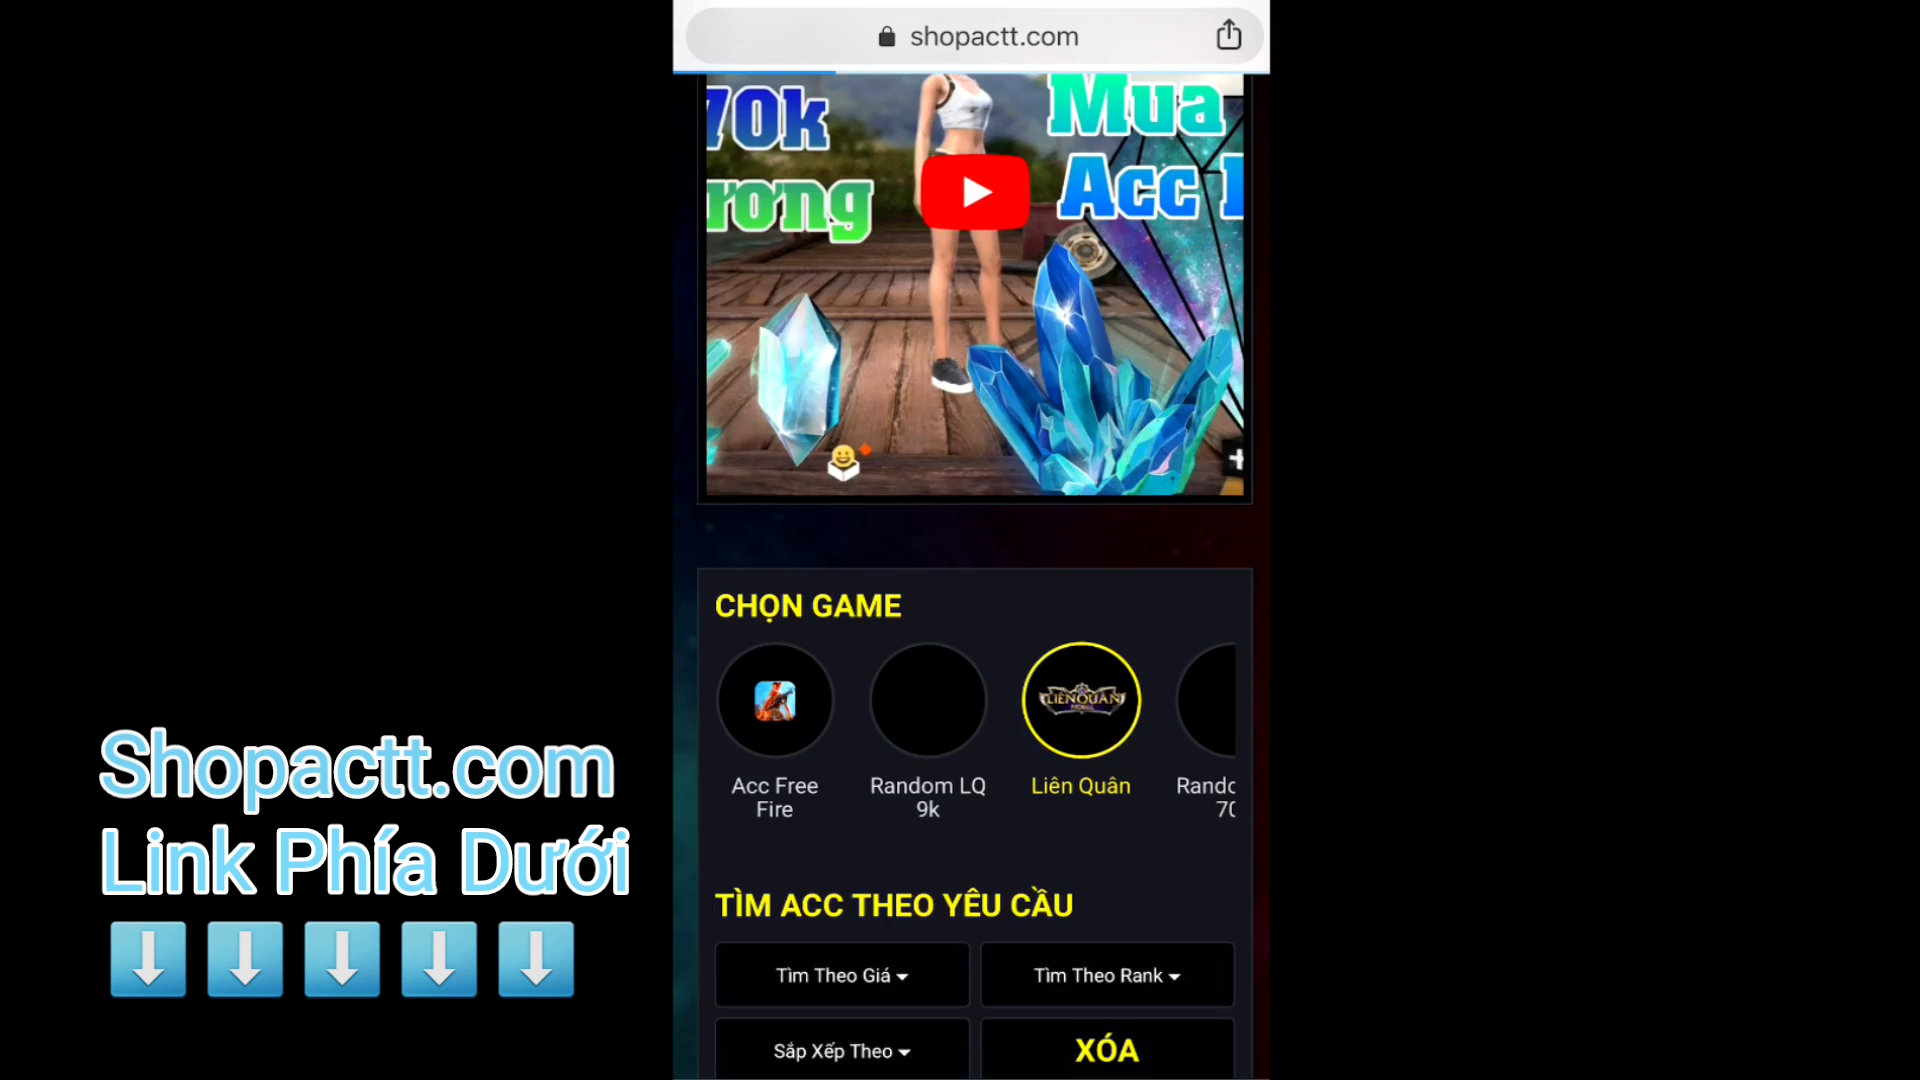 shopactt.com
70k
Mua
Acc
CHỌN GAME
LIÊN QUÂN
MOBILE
Acc Free
Fire
Random LQ
9k
Liên Quân
TÌM ACC THEO YÊU CẦU
Tìm Theo Giá
Tìm Theo Rank
Sắp Xếp Theo
XÓA
Shopactt.com
Link Phía Dưới